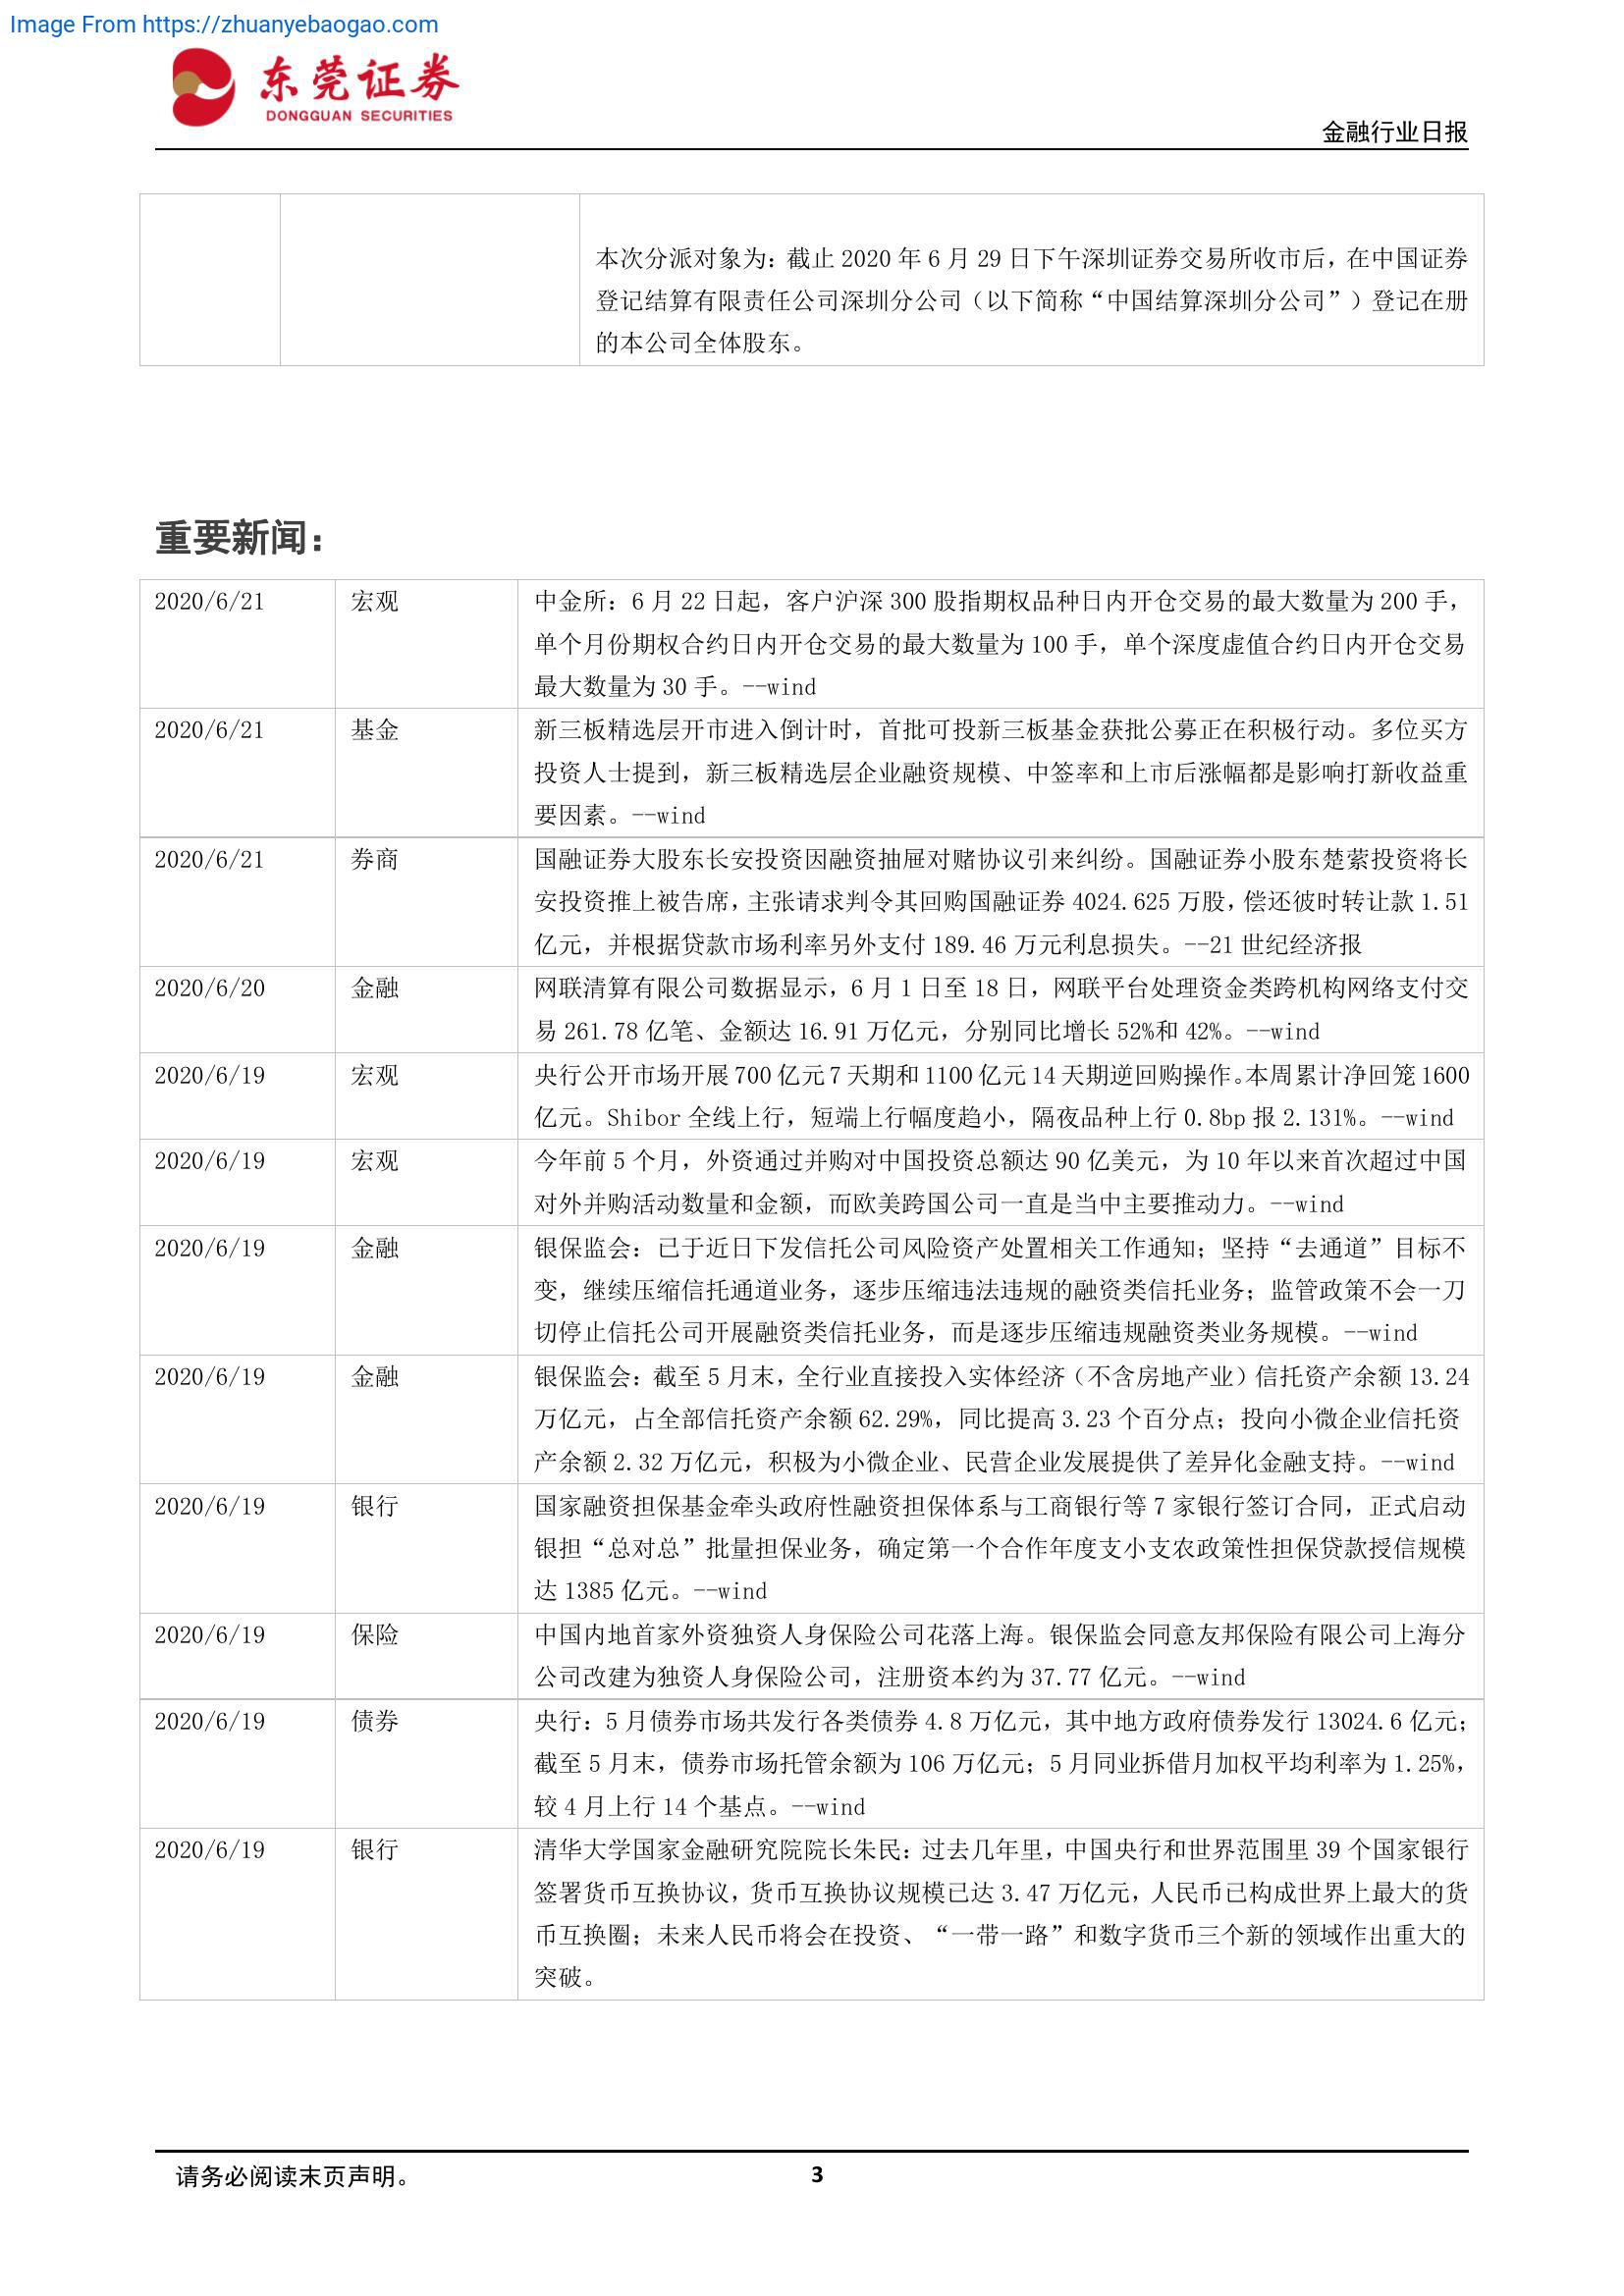 Image From https://zhuanyebaogao.com
东莞证券
DONGGUAN SECURITIES
金融行业日报
本次分派对象为：截止 2020 年 6 月 29 日下午深圳证券交易所收市后，在中国证券
登记结算有限责任公司深圳分公司（以下简称“中国结算深圳分公司”）登记在册
的本公司全体股东。
重要新闻：
2020/6/21 宏观 中金所：6 月 22 日起，客户沪深 300 股指期权品种日内开仓交易的最大数量为 200 手，
单个月份期权合约日内开仓交易的最大数量为 100 手，单个深度虚值合约日内开仓交易
最大数量为 30 手。--wind
2020/6/21 基金 新三板精选层开市进入倒计时，首批可投新三板基金获批公募正在积极行动。多位买方
投资人士提到，新三板精选层企业融资规模、中签率和上市后涨幅都是影响打新收益重
要因素。--wind
2020/6/21 券商 国融证券大股东长安投资因融资抽屉对赌协议引来纠纷。国融证券小股东楚萦投资将长
安投资推上被告席，主张请求判令其回购国融证券 4024.625 万股，偿还彼时转让款 1.51
亿元，并根据贷款市场利率另外支付 189.46 万元利息损失。--21 世纪经济报
2020/6/20 金融 网联清算有限公司数据显示，6 月 1 日至 18 日，网联平台处理资金类跨机构网络支付交
易 261.78 亿笔、金额达 16.91 万亿元，分别同比增长 52%和 42%。--wind
2020/6/19 宏观 央行公开市场开展 700 亿元 7 天期和 1100 亿元 14 天期逆回购操作。本周累计净回笼 1600
亿元。Shibor 全线上行，短端上行幅度趋小，隔夜品种上行 0.8bp 报 2.131%。--wind
2020/6/19 宏观 今年前 5 个月，外资通过并购对中国投资总额达 90 亿美元，为 10 年以来首次超过中国
对外并购活动数量和金额，而欧美跨国公司一直是当中主要推动力。--wind
2020/6/19 金融 银保监会：已于近日下发信托公司风险资产处置相关工作通知；坚持“去通道”目标不
变，继续压缩信托通道业务，逐步压缩违法违规的融资类信托业务；监管政策不会一刀
切停止信托公司开展融资类信托业务，而是逐步压缩违规融资类业务规模。--wind
2020/6/19 金融 银保监会：截至 5 月末，全行业直接投入实体经济（不含房地产业）信托资产余额 13.24
万亿元，占全部信托资产余额 62.29%，同比提高 3.23 个百分点；投向小微企业信托资
产余额 2.32 万亿元，积极为小微企业、民营企业发展提供了差异化金融支持。--wind
2020/6/19 银行 国家融资担保基金牵头政府性融资担保体系与工商银行等 7 家银行签订合同，正式启动
银担“总对总”批量担保业务，确定第一个合作年度支小支农政策性担保贷款授信规模
达 1385 亿元。--wind
2020/6/19 保险 中国内地首家外资独资人身保险公司花落上海。银保监会同意友邦保险有限公司上海分
公司改建为独资人身保险公司，注册资本约为 37.77 亿元。--wind
2020/6/19 债券 央行：5 月债券市场共发行各类债券 4.8 万亿元，其中地方政府债券发行 13024.6 亿元；
截至 5 月末，债券市场托管余额为 106 万亿元；5 月同业拆借月加权平均利率为 1.25%，
较 4 月上行 14 个基点。--wind
2020/6/19 银行 清华大学国家金融研究院院长朱民：过去几年里，中国央行和世界范围里 39 个国家银行
签署货币互换协议，货币互换协议规模已达 3.47 万亿元，人民币已构成世界上最大的货
币互换圈；未来人民币将会在投资、“一带一路”和数字货币三个新的领域作出重大的
突破。
请务必阅读末页声明。 3